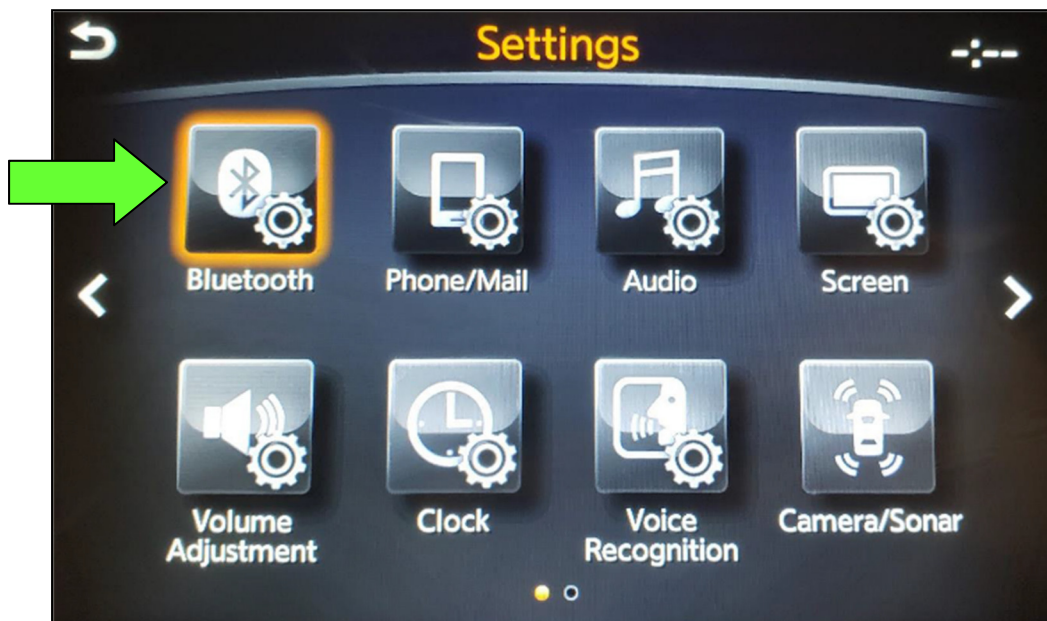 Settings
-:--
Bluetooth
Phone/Mail
Audio
Screen
Volume
Adjustment
Clock
Voice
Recognition
Camera/Sonar